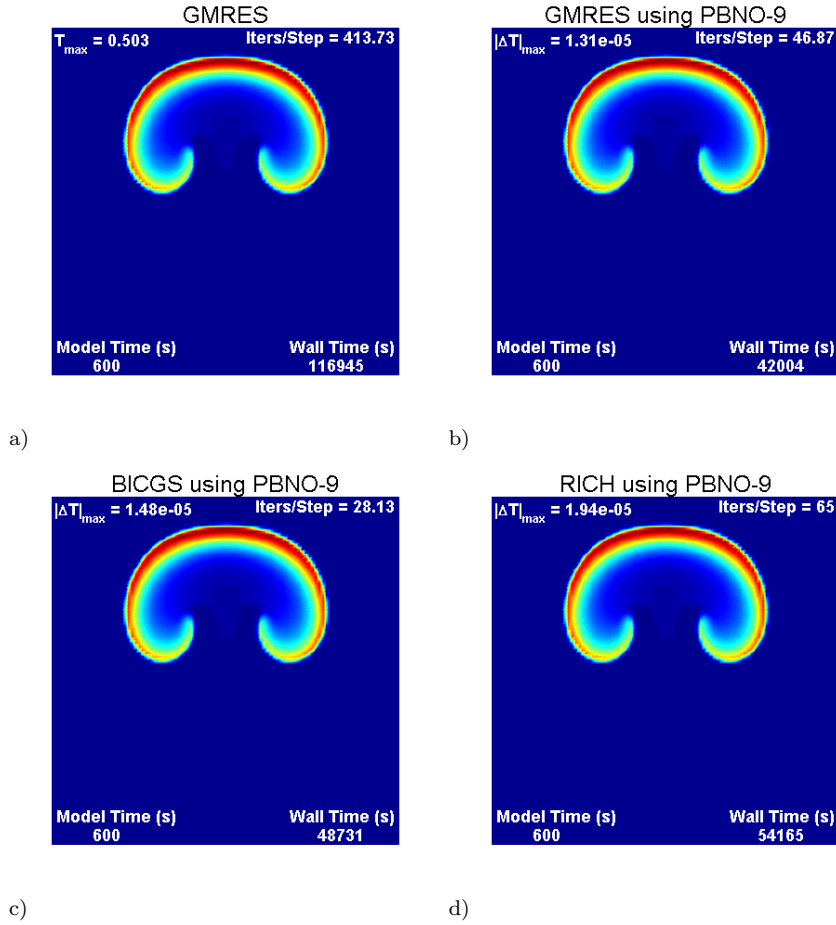 GMRES
T_max = 0.503 Iters/Step = 413.73
Model Time (s) Wall Time (s)
600 116945
a)
GMRES using PBNO-9
|ΔT|_max = 1.31e-05 Iters/Step = 46.87
Model Time (s) Wall Time (s)
600 42004
b)
BICGS using PBNO-9
|ΔT|_max = 1.48e-05 Iters/Step = 28.13
Model Time (s) Wall Time (s)
600 48731
c)
RICH using PBNO-9
|ΔT|_max = 1.94e-05 Iters/Step = 65
Model Time (s) Wall Time (s)
600 54165
d)